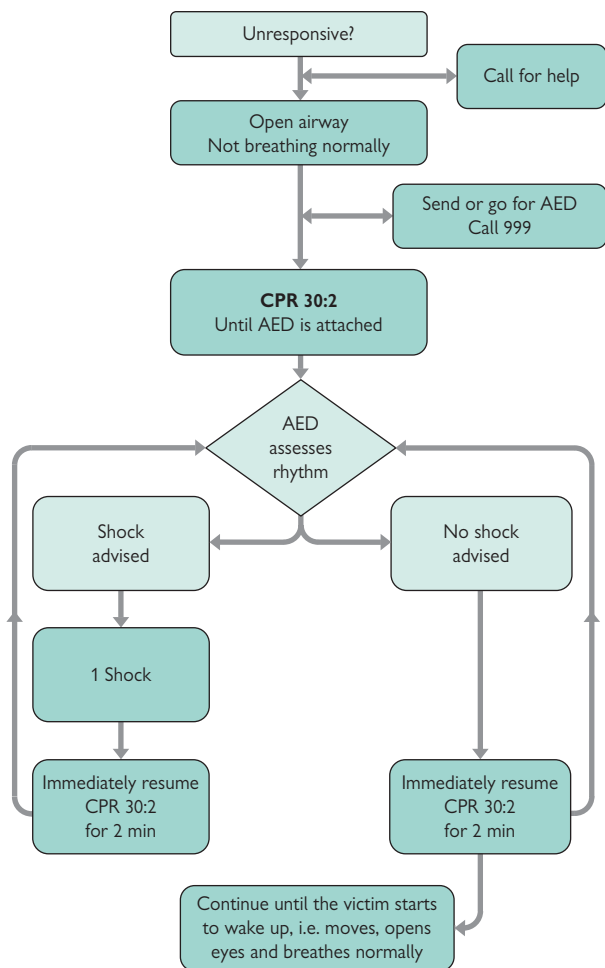 Unresponsive?
Call for help
Open airway
Not breathing normally
Send or go for AED
Call 999
CPR 30:2
Until AED is attached
AED
assesses
rhythm
Shock
advised
No shock
advised
1 Shock
Immediately resume
CPR 30:2
for 2 min
Immediately resume
CPR 30:2
for 2 min
Continue until the victim starts
to wake up, i.e. moves, opens
eyes and breathes normally